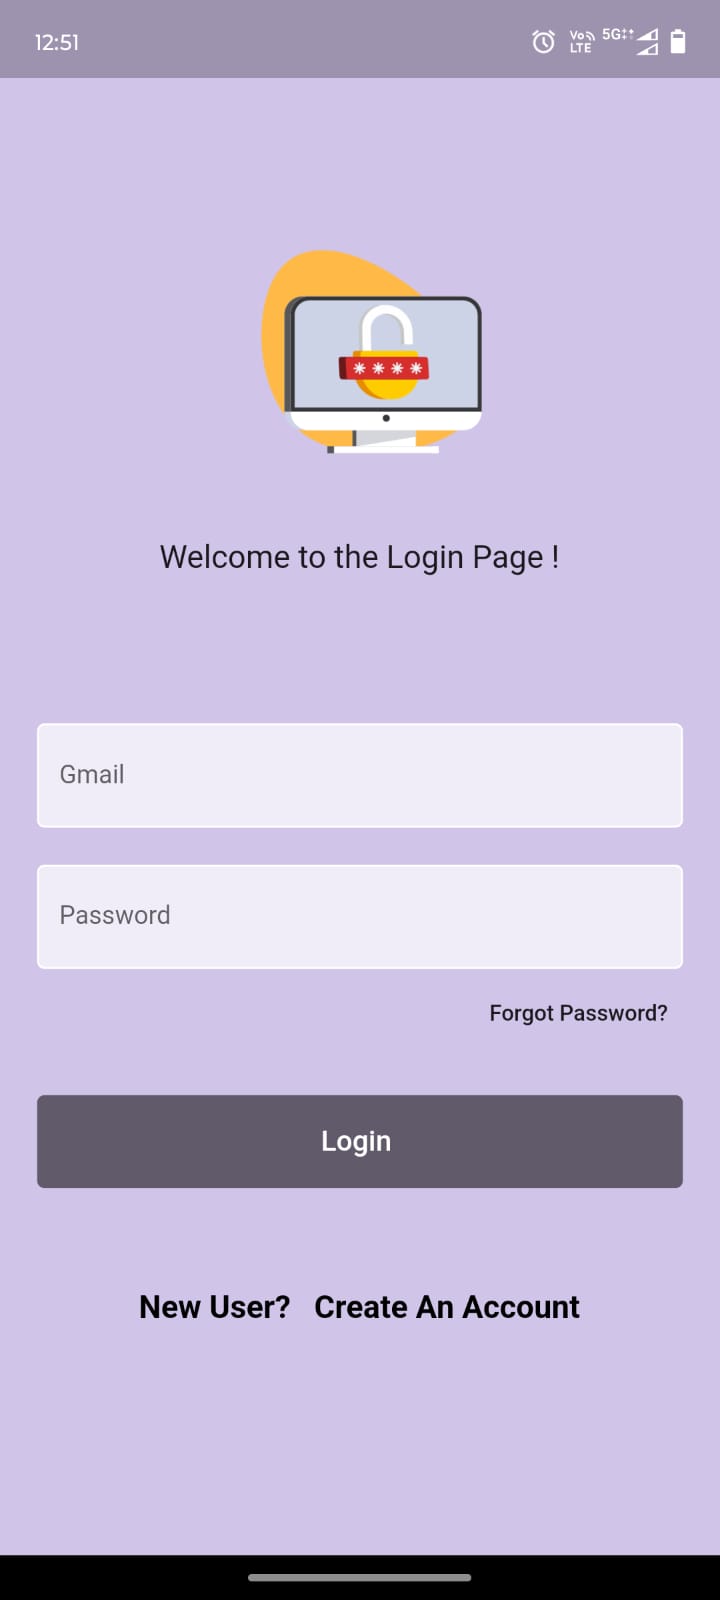 12:51
Vo LTE 5G
Welcome to the Login Page !
Gmail
Password
Forgot Password?
Login
New User? Create An Account